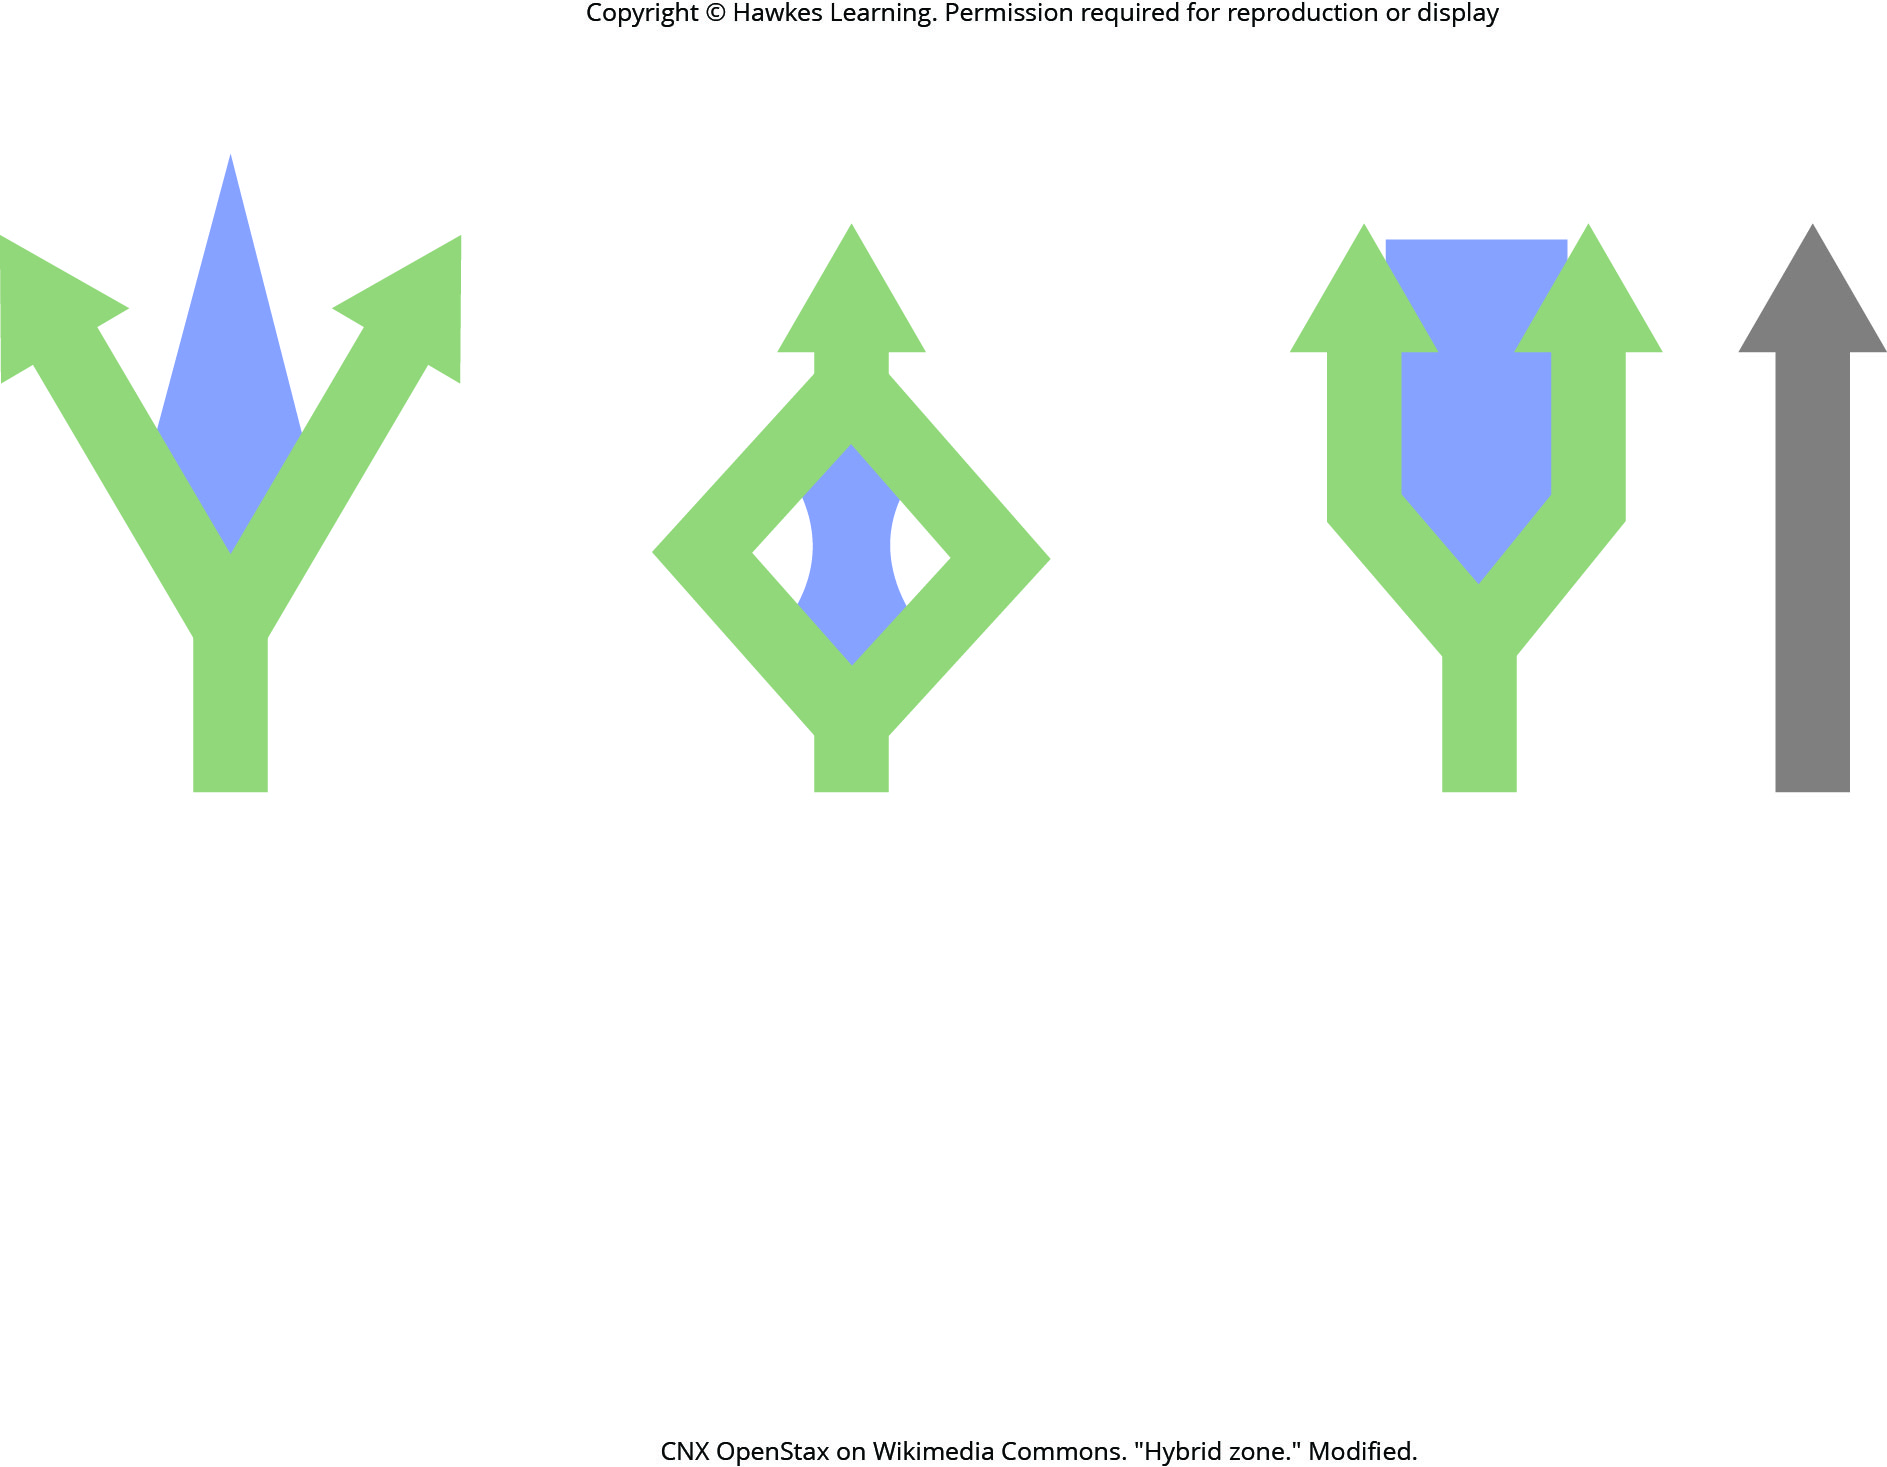 Copyright © Hawkes Learning. Permission required for reproduction or display
CNX OpenStax on Wikimedia Commons. "Hybrid zone." Modified.